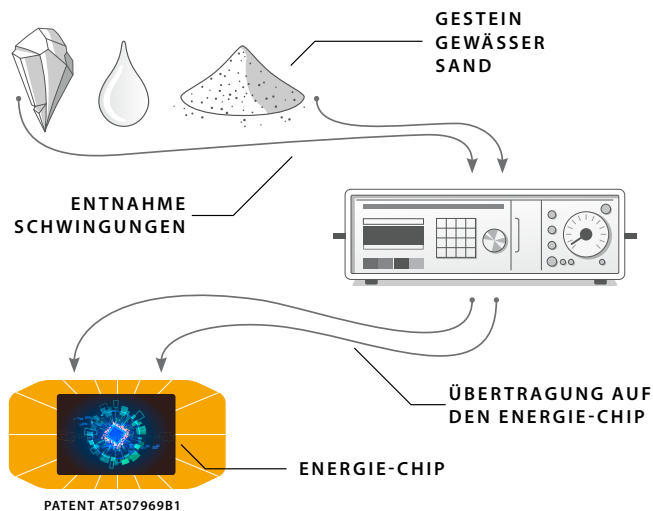 GESTEIN
GEWÄSSER
SAND
ENTNAHME
SCHWINGUNGEN
ÜBERTRAGUNG AUF
DEN ENERGIE-CHIP
ENERGIE-CHIP
PATENT AT507969B1